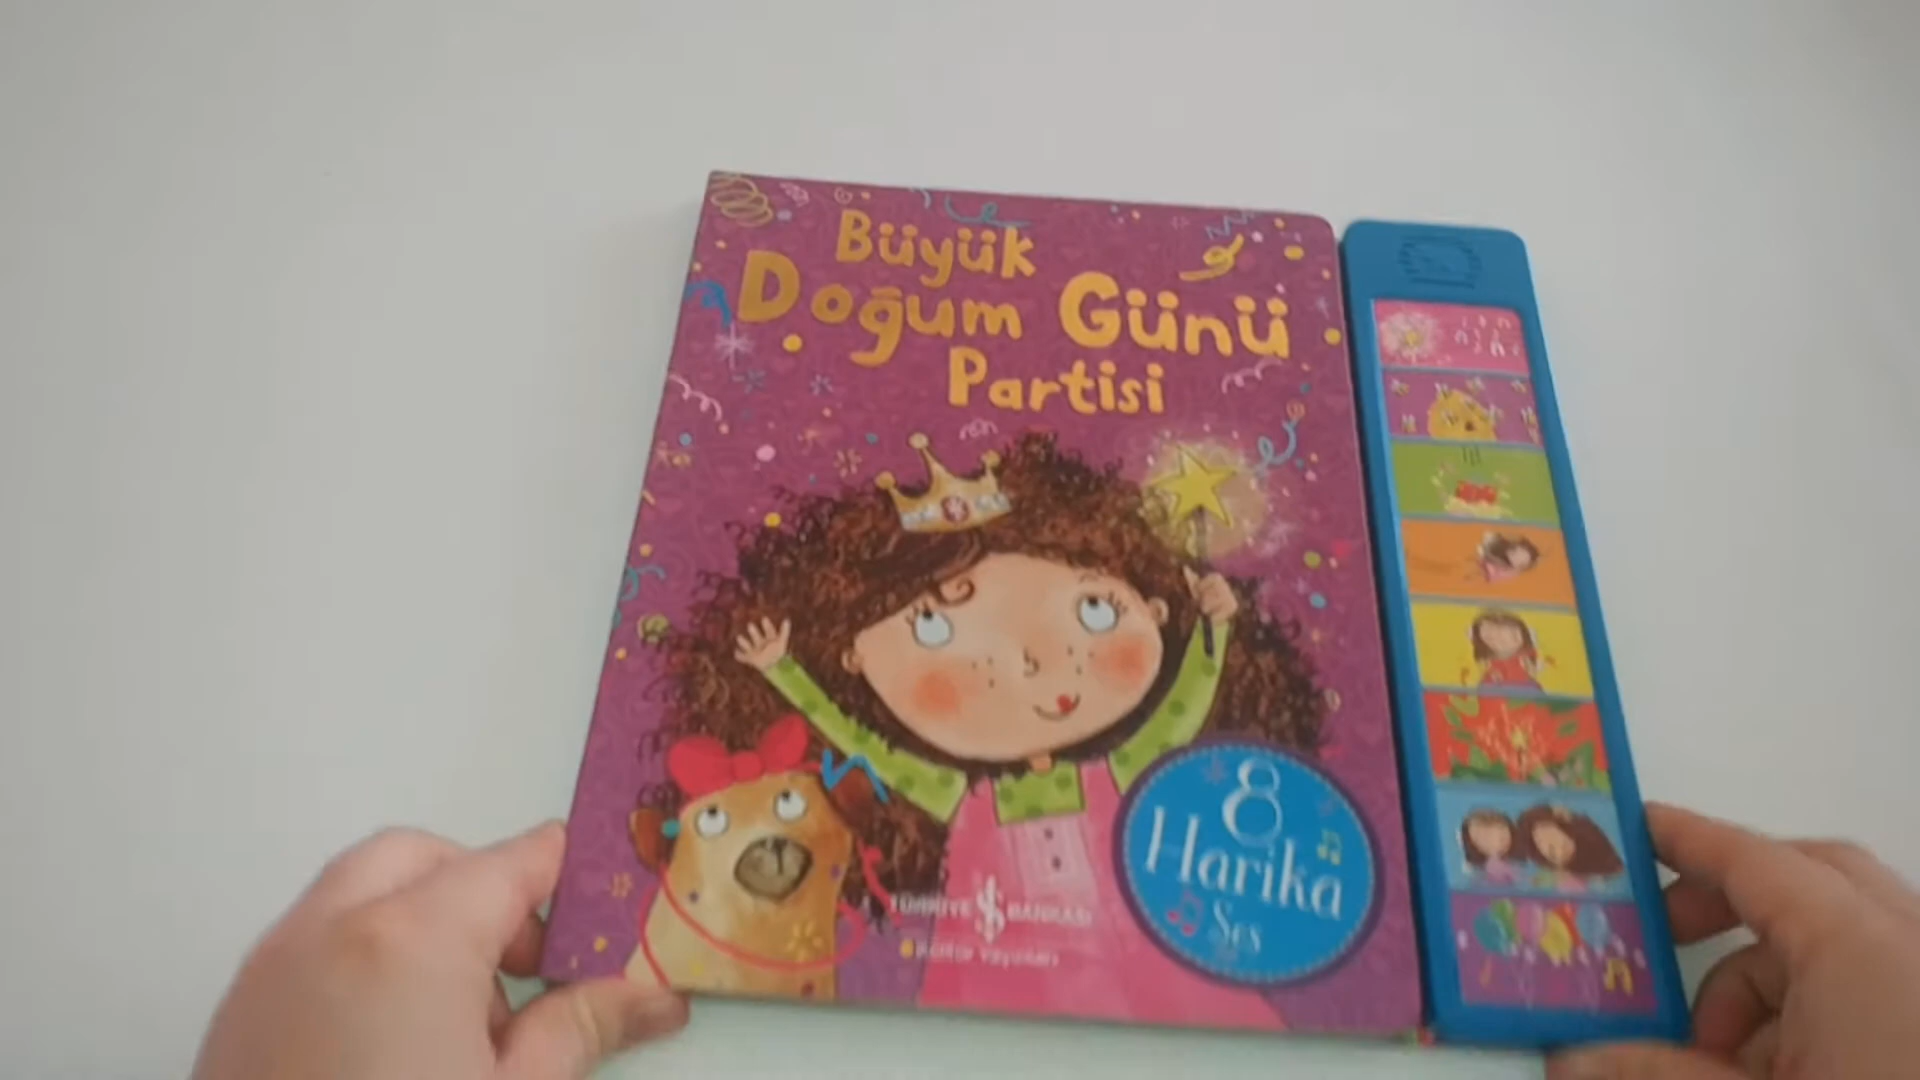 Büyük
Doğum Günü
Partisi
8
Harika
Ses
TÜRKİYE İŞ BANKASI
Kültür Yayınları